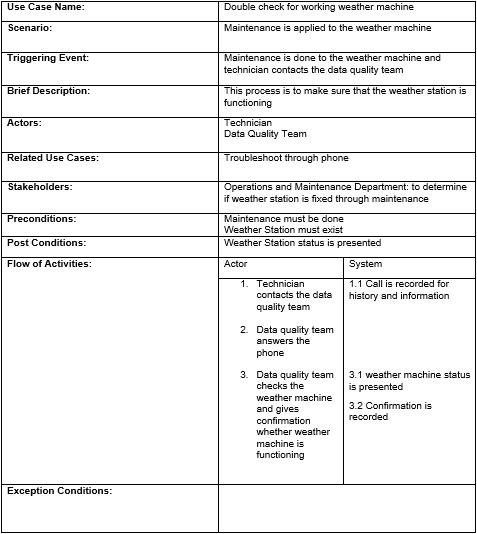 Use Case Name: Double check for working weather machine
Scenario: Maintenance is applied to the weather machine
Triggering Event: Maintenance is done to the weather machine and
technician contacts the data quality team
Brief Description: This process is to make sure that the weather station is
functioning
Actors: Technician
Data Quality Team
Related Use Cases: Troubleshoot through phone
Stakeholders: Operations and Maintenance Department: to determine
if weather station is fixed through maintenance
Preconditions: Maintenance must be done
Weather Station must exist
Post Conditions: Weather Station status is presented
Flow of Activities: Actor System
1. Technician 1.1 Call is recorded for
contacts the data history and information
quality team
2. Data quality team
answers the
phone
3. Data quality team 3.1 weather machine status
checks the is presented
weather machine
and gives 3.2 Confirmation is
confirmation recorded
whether weather
machine is
functioning
Exception Conditions: